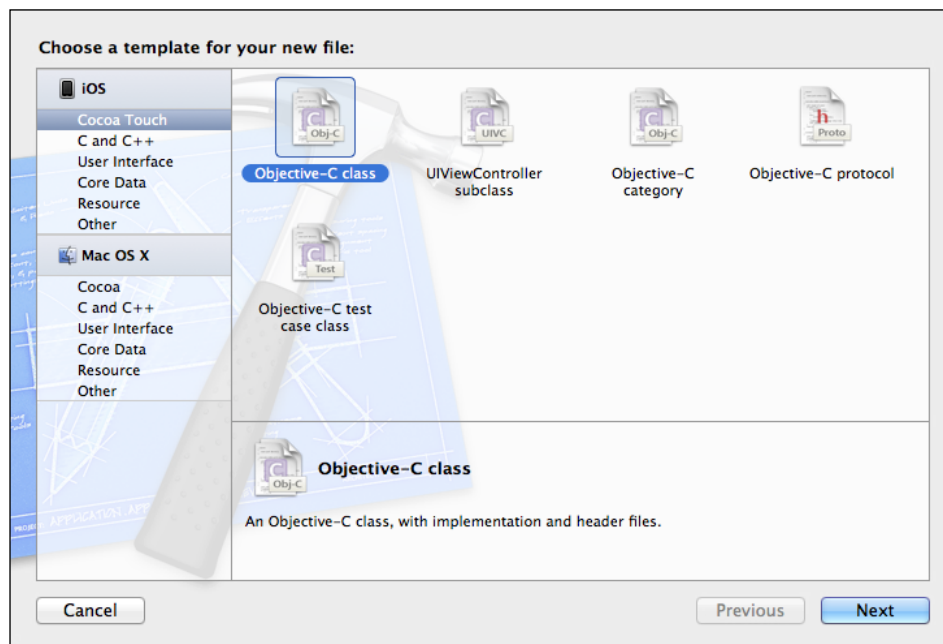 Choose a template for your new file:
iOS
Cocoa Touch
C and C++
User Interface
Core Data
Resource
Other
Mac OS X
Cocoa
C and C++
User Interface
Core Data
Resource
Other
Obj-C
Objective-C class
UIVC
UIViewController
subclass
Obj-C
Objective-C
category
h
Proto
Objective-C protocol
C
Test
Objective-C test
case class
C
Obj-C
Objective-C class
An Objective-C class, with implementation and header files.
Cancel
Previous
Next